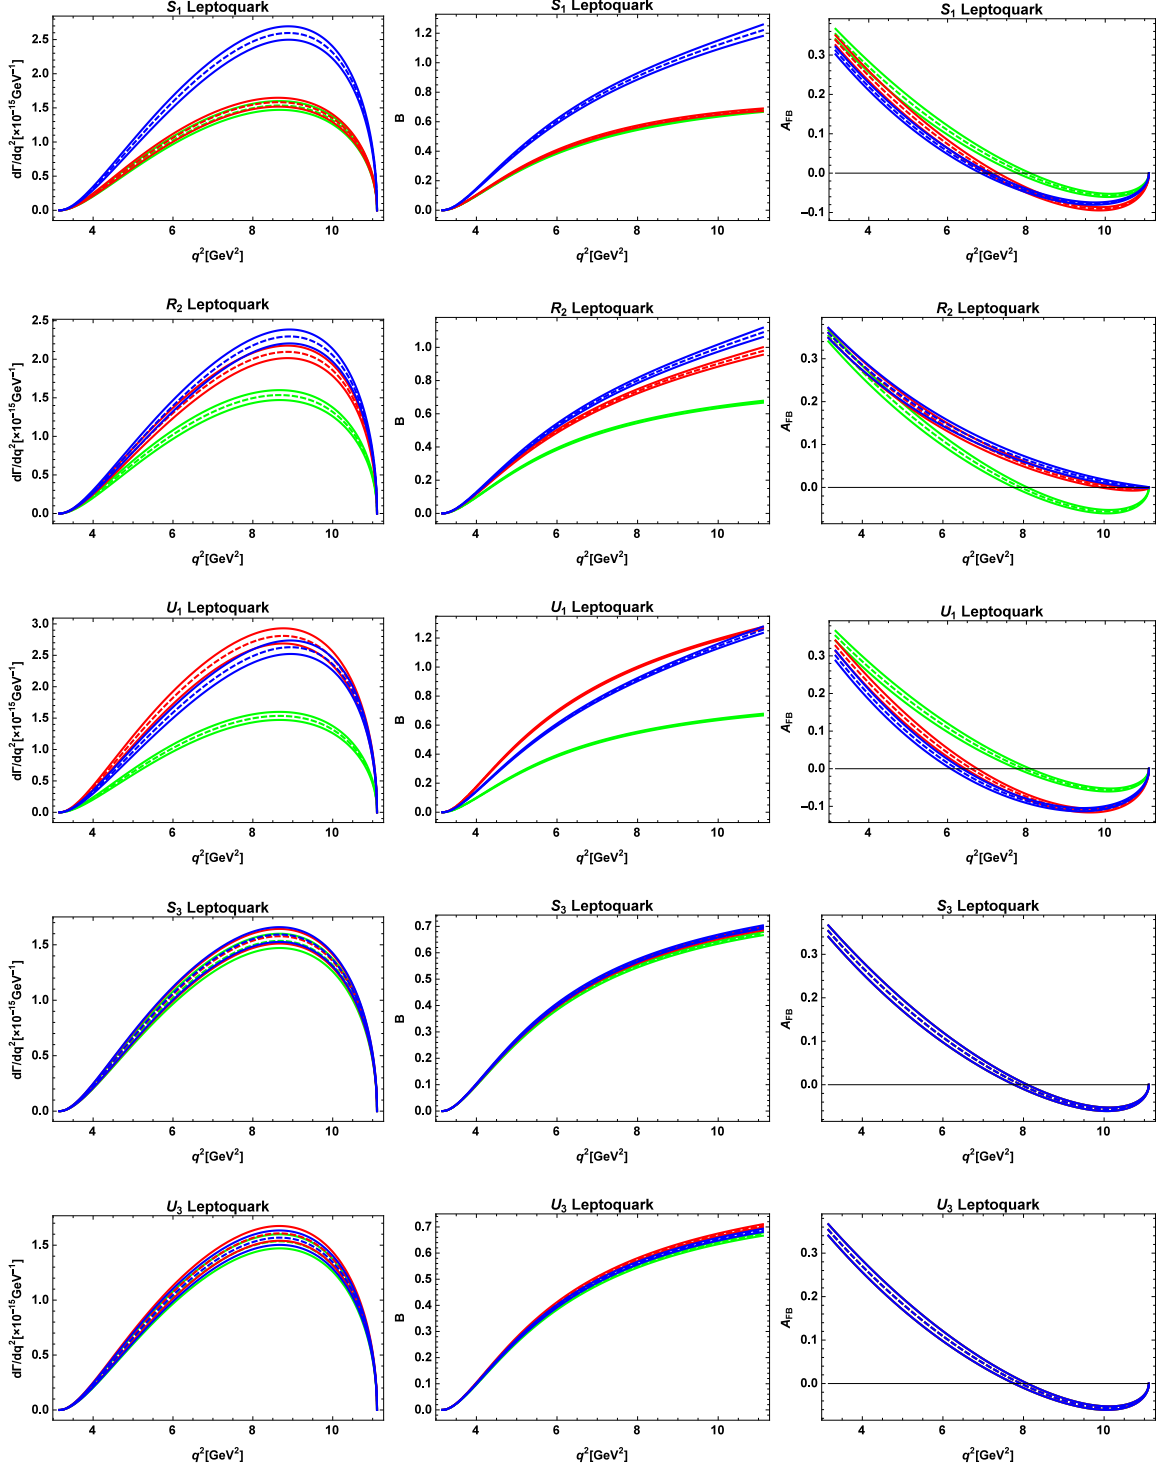 S₁ Leptoquark
dΓ/dq²[×10⁻¹⁵GeV⁻¹]
2.5
2.0
1.5
1.0
0.5
0.0
4 6 8 10
q²[GeV²]
S₁ Leptoquark
B
1.2
1.0
0.8
0.6
0.4
0.2
0.0
4 6 8 10
q²[GeV²]
S₁ Leptoquark
A_FB
0.3
0.2
0.1
0.0
−0.1
4 6 8 10
q²[GeV²]
R₂ Leptoquark
dΓ/dq²[×10⁻¹⁵GeV⁻¹]
2.5
2.0
1.5
1.0
0.5
0.0
4 6 8 10
q²[GeV²]
R₂ Leptoquark
B
1.0
0.8
0.6
0.4
0.2
0.0
4 6 8 10
q²[GeV²]
R₂ Leptoquark
A_FB
0.3
0.2
0.1
0.0
4 6 8 10
q²[GeV²]
U₁ Leptoquark
dΓ/dq²[×10⁻¹⁵GeV⁻¹]
3.0
2.5
2.0
1.5
1.0
0.5
0.0
4 6 8 10
q²[GeV²]
U₁ Leptoquark
B
1.2
1.0
0.8
0.6
0.4
0.2
0.0
4 6 8 10
q²[GeV²]
U₁ Leptoquark
A_FB
0.3
0.2
0.1
0.0
−0.1
4 6 8 10
q²[GeV²]
S₃ Leptoquark
dΓ/dq²[×10⁻¹⁵GeV⁻¹]
1.5
1.0
0.5
0.0
4 6 8 10
q²[GeV²]
S₃ Leptoquark
B
0.7
0.6
0.5
0.4
0.3
0.2
0.1
0.0
4 6 8 10
q²[GeV²]
S₃ Leptoquark
A_FB
0.3
0.2
0.1
0.0
4 6 8 10
q²[GeV²]
U₃ Leptoquark
dΓ/dq²[×10⁻¹⁵GeV⁻¹]
1.5
1.0
0.5
0.0
4 6 8 10
q²[GeV²]
U₃ Leptoquark
B
0.7
0.6
0.5
0.4
0.3
0.2
0.1
0.0
4 6 8 10
q²[GeV²]
U₃ Leptoquark
A_FB
0.3
0.2
0.1
0.0
4 6 8 10
q²[GeV²]